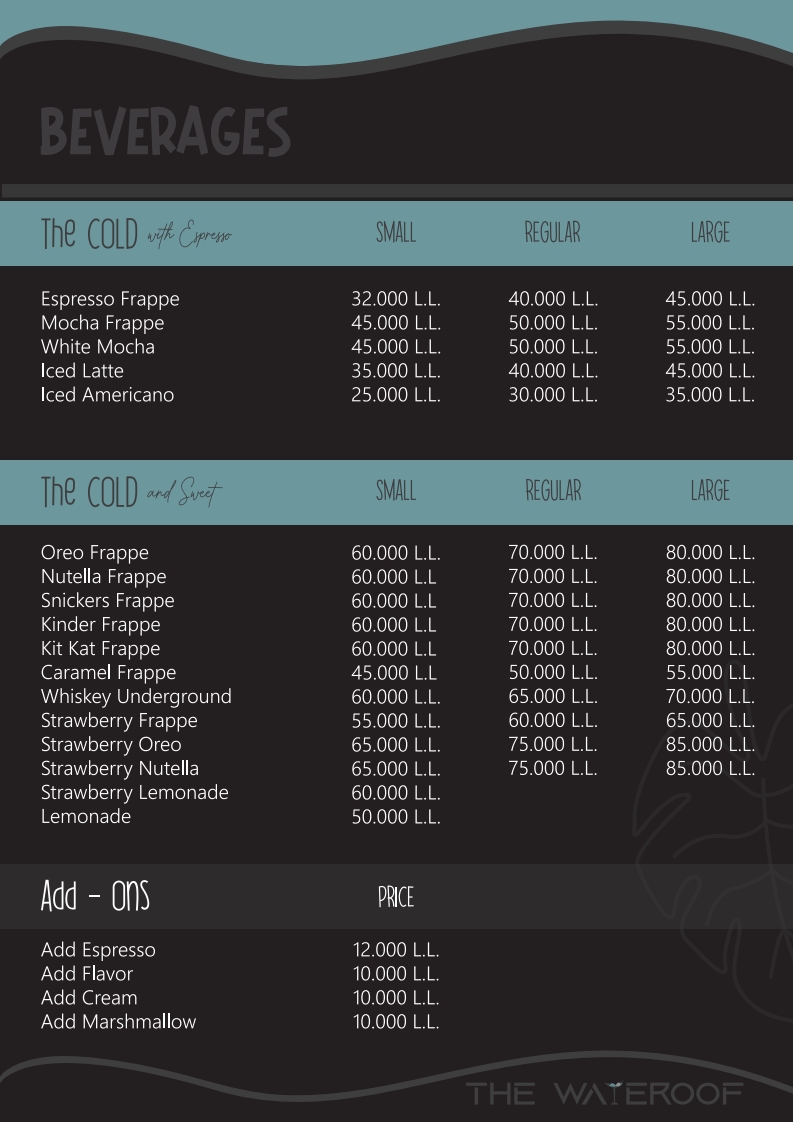 BEVERAGES
The COLD with Espresso SMALL REGULAR LARGE
Espresso Frappe 32.000 L.L. 40.000 L.L. 45.000 L.L.
Mocha Frappe 45.000 L.L. 50.000 L.L. 55.000 L.L.
White Mocha 45.000 L.L. 50.000 L.L. 55.000 L.L.
Iced Latte 35.000 L.L. 40.000 L.L. 45.000 L.L.
Iced Americano 25.000 L.L. 30.000 L.L. 35.000 L.L.
The COLD and Sweet SMALL REGULAR LARGE
Oreo Frappe 60.000 L.L. 70.000 L.L. 80.000 L.L.
Nutella Frappe 60.000 L.L 70.000 L.L. 80.000 L.L.
Snickers Frappe 60.000 L.L 70.000 L.L. 80.000 L.L.
Kinder Frappe 60.000 L.L 70.000 L.L. 80.000 L.L.
Kit Kat Frappe 60.000 L.L 70.000 L.L. 80.000 L.L.
Caramel Frappe 45.000 L.L 50.000 L.L. 55.000 L.L.
Whiskey Underground 60.000 L.L 65.000 L.L. 70.000 L.L.
Strawberry Frappe 55.000 L.L. 60.000 L.L. 65.000 L.L.
Strawberry Oreo 65.000 L.L. 75.000 L.L. 85.000 L.L.
Strawberry Nutella 65.000 L.L. 75.000 L.L. 85.000 L.L.
Strawberry Lemonade 60.000 L.L.
Lemonade 50.000 L.L.
Add - ONS PRICE
Add Espresso 12.000 L.L.
Add Flavor 10.000 L.L.
Add Cream 10.000 L.L.
Add Marshmallow 10.000 L.L.
THE WATEROOF